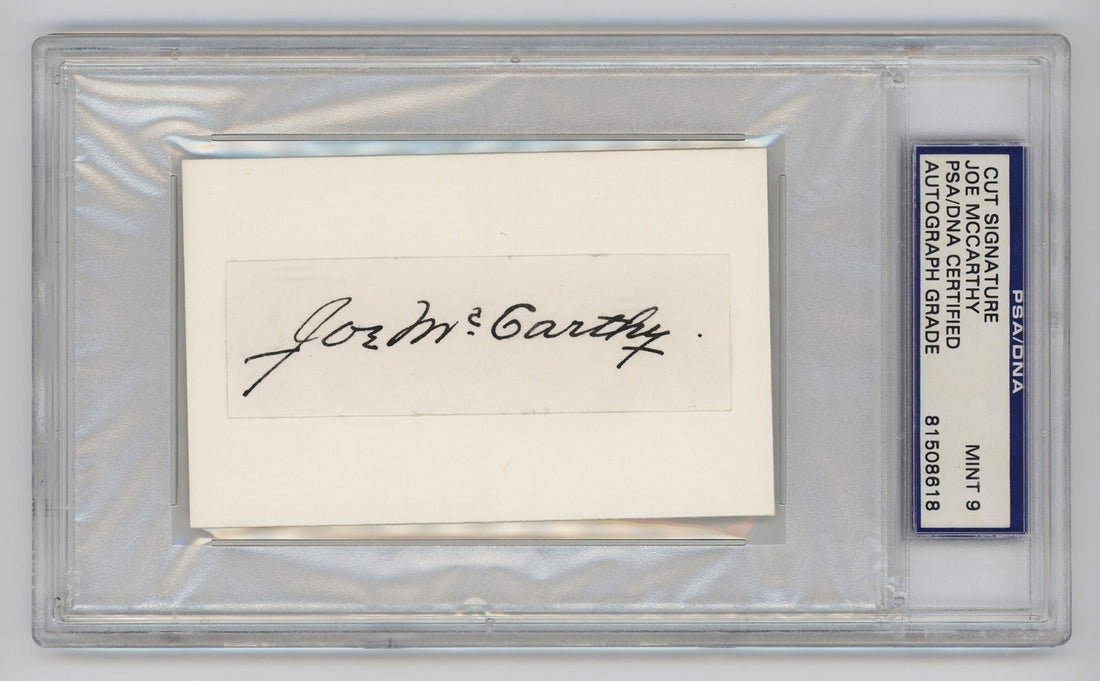 Joe McCarthy.
PSA/DNA
CUT SIGNATURE
JOE MCCARTHY
PSA/DNA CERTIFIED MINT 9
AUTOGRAPH GRADE 81508618